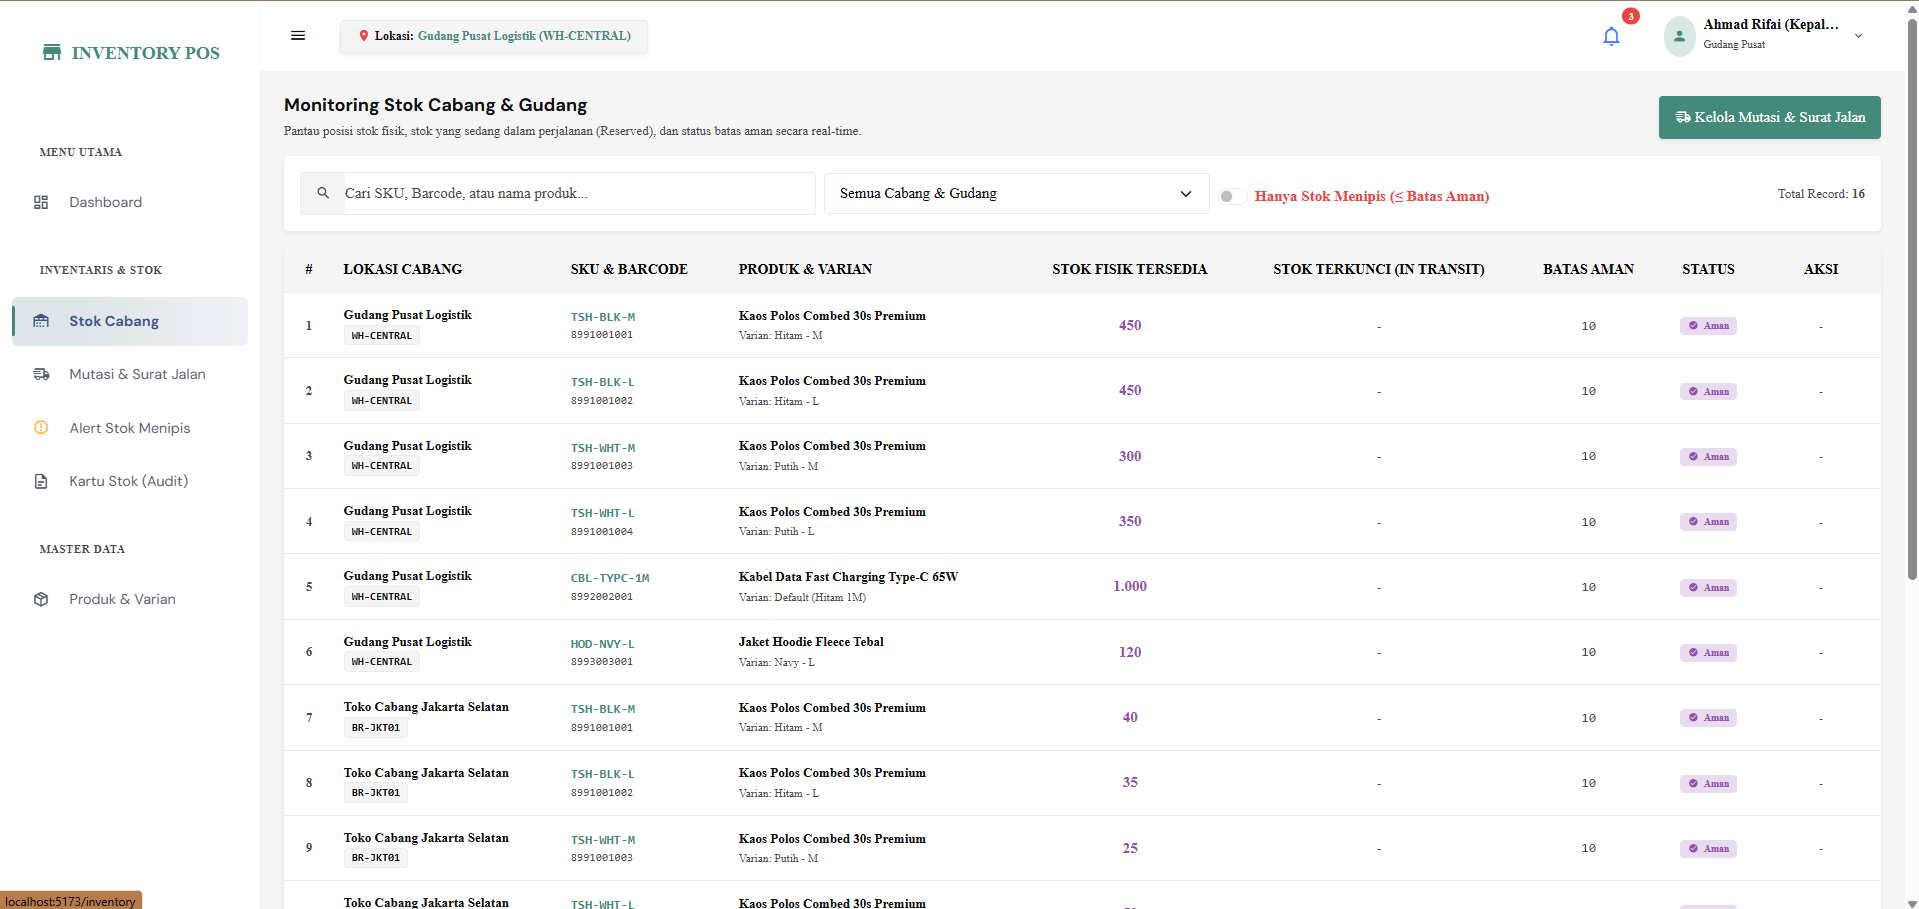 INVENTORY POS
Lokasi: Gudang Pusat Logistik (WH-CENTRAL)
3
Ahmad Rifai (Kepal...
Gudang Pusat
MENU UTAMA
Dashboard
INVENTARIS & STOK
Stok Cabang
Mutasi & Surat Jalan
Alert Stok Menipis
Kartu Stok (Audit)
MASTER DATA
Produk & Varian
Monitoring Stok Cabang & Gudang
Pantau posisi stok fisik, stok yang sedang dalam perjalanan (Reserved), dan status batas aman secara real-time.
Kelola Mutasi & Surat Jalan
Cari SKU, Barcode, atau nama produk...
Semua Cabang & Gudang
Hanya Stok Menipis (≤ Batas Aman)
Total Record: 16
# LOKASI CABANG SKU & BARCODE PRODUK & VARIAN STOK FISIK TERSEDIA STOK TERKUNCI (IN TRANSIT) BATAS AMAN STATUS AKSI
1 Gudang Pusat Logistik TSH-BLK-M Kaos Polos Combed 30s Premium 450 - 10 Aman -
WH-CENTRAL 8991001001 Varian: Hitam - M
2 Gudang Pusat Logistik TSH-BLK-L Kaos Polos Combed 30s Premium 450 - 10 Aman -
WH-CENTRAL 8991001002 Varian: Hitam - L
3 Gudang Pusat Logistik TSH-WHT-M Kaos Polos Combed 30s Premium 300 - 10 Aman -
WH-CENTRAL 8991001003 Varian: Putih - M
4 Gudang Pusat Logistik TSH-WHT-L Kaos Polos Combed 30s Premium 350 - 10 Aman -
WH-CENTRAL 8991001004 Varian: Putih - L
5 Gudang Pusat Logistik CBL-TYPC-1M Kabel Data Fast Charging Type-C 65W 1.000 - 10 Aman -
WH-CENTRAL 8992002001 Varian: Default (Hitam 1M)
6 Gudang Pusat Logistik HOD-NVY-L Jaket Hoodie Fleece Tebal 120 - 10 Aman -
WH-CENTRAL 8993003001 Varian: Navy - L
7 Toko Cabang Jakarta Selatan TSH-BLK-M Kaos Polos Combed 30s Premium 40 - 10 Aman -
BR-JKT01 8991001001 Varian: Hitam - M
8 Toko Cabang Jakarta Selatan TSH-BLK-L Kaos Polos Combed 30s Premium 35 - 10 Aman -
BR-JKT01 8991001002 Varian: Hitam - L
9 Toko Cabang Jakarta Selatan TSH-WHT-M Kaos Polos Combed 30s Premium 25 - 10 Aman -
BR-JKT01 8991001003 Varian: Putih - M
Toko Cabang Jakarta Selatan TSH-WHT-L Kaos Polos Combed 30s Premium
localhost:5173/inventory